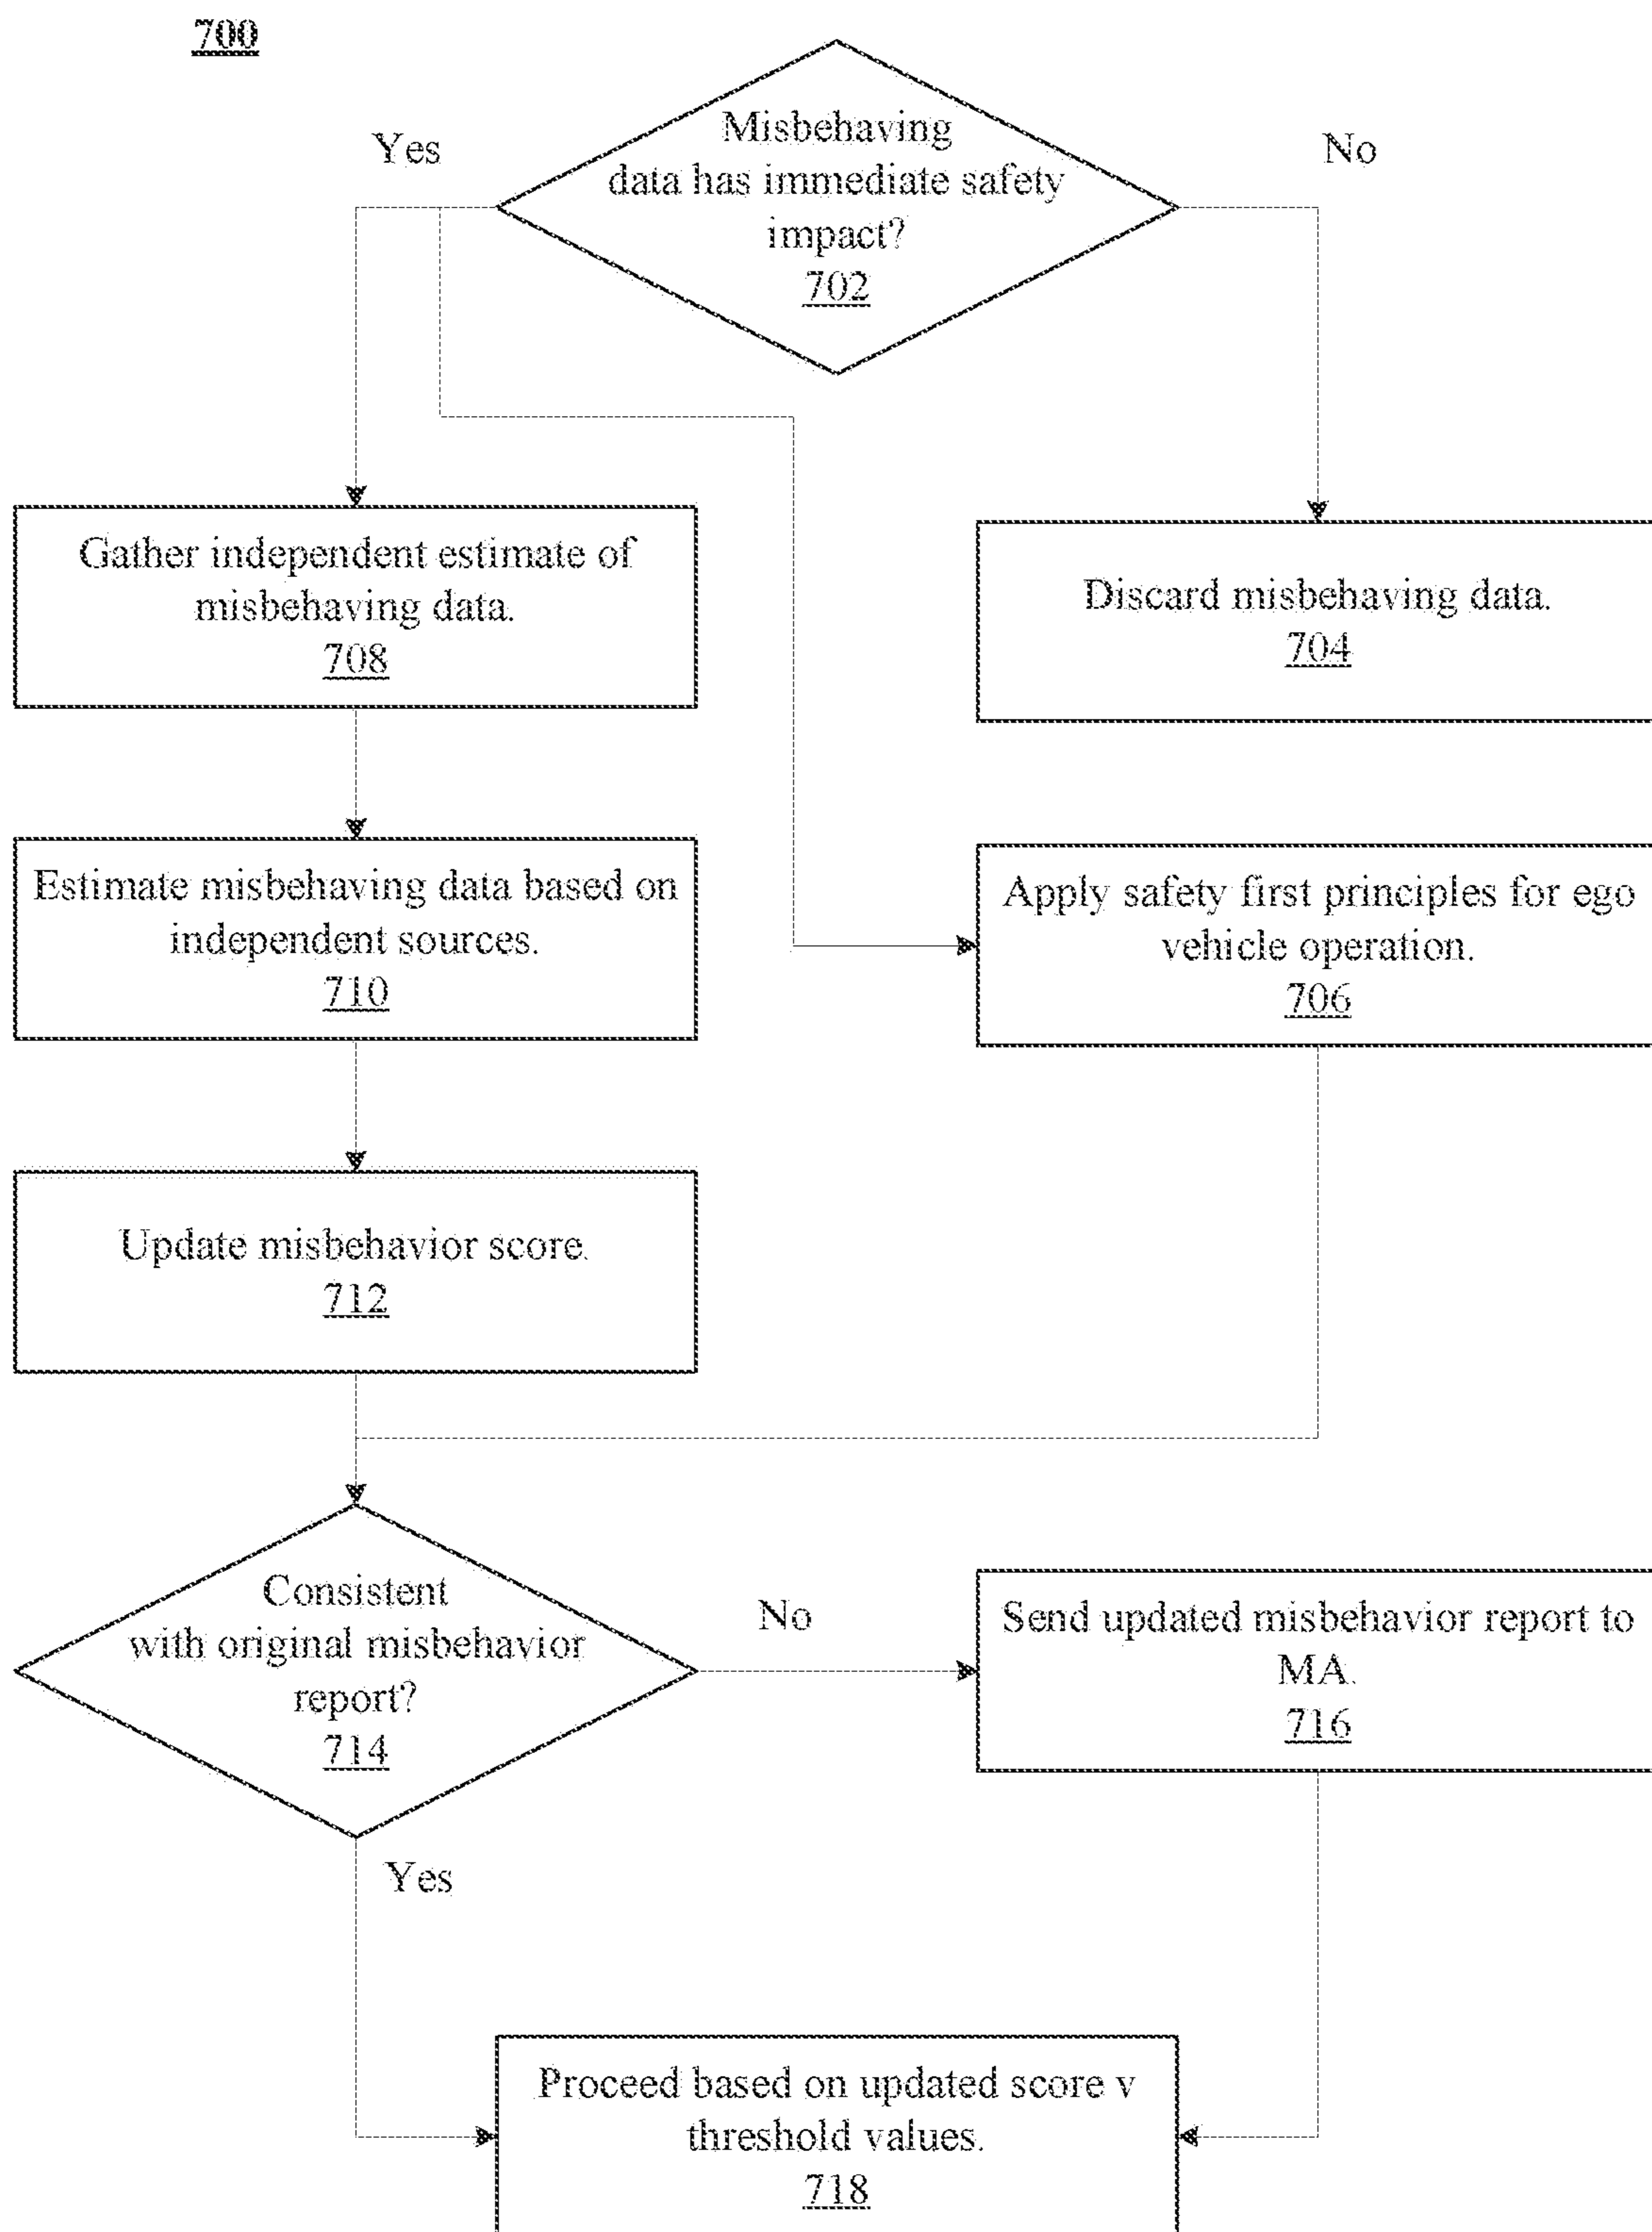 700
Misbehaving
data has immediate safety
impact?
702
Yes
No
Gather independent estimate of
misbehaving data.
708
Discard misbehaving data.
704
Estimate misbehaving data based on
independent sources.
710
Apply safety first principles for ego
vehicle operation.
706
Update misbehavior score.
712
Consistent
with original misbehavior
report?
714
No
Send updated misbehavior report to
MA.
716
Yes
Proceed based on updated score v
threshold values.
718